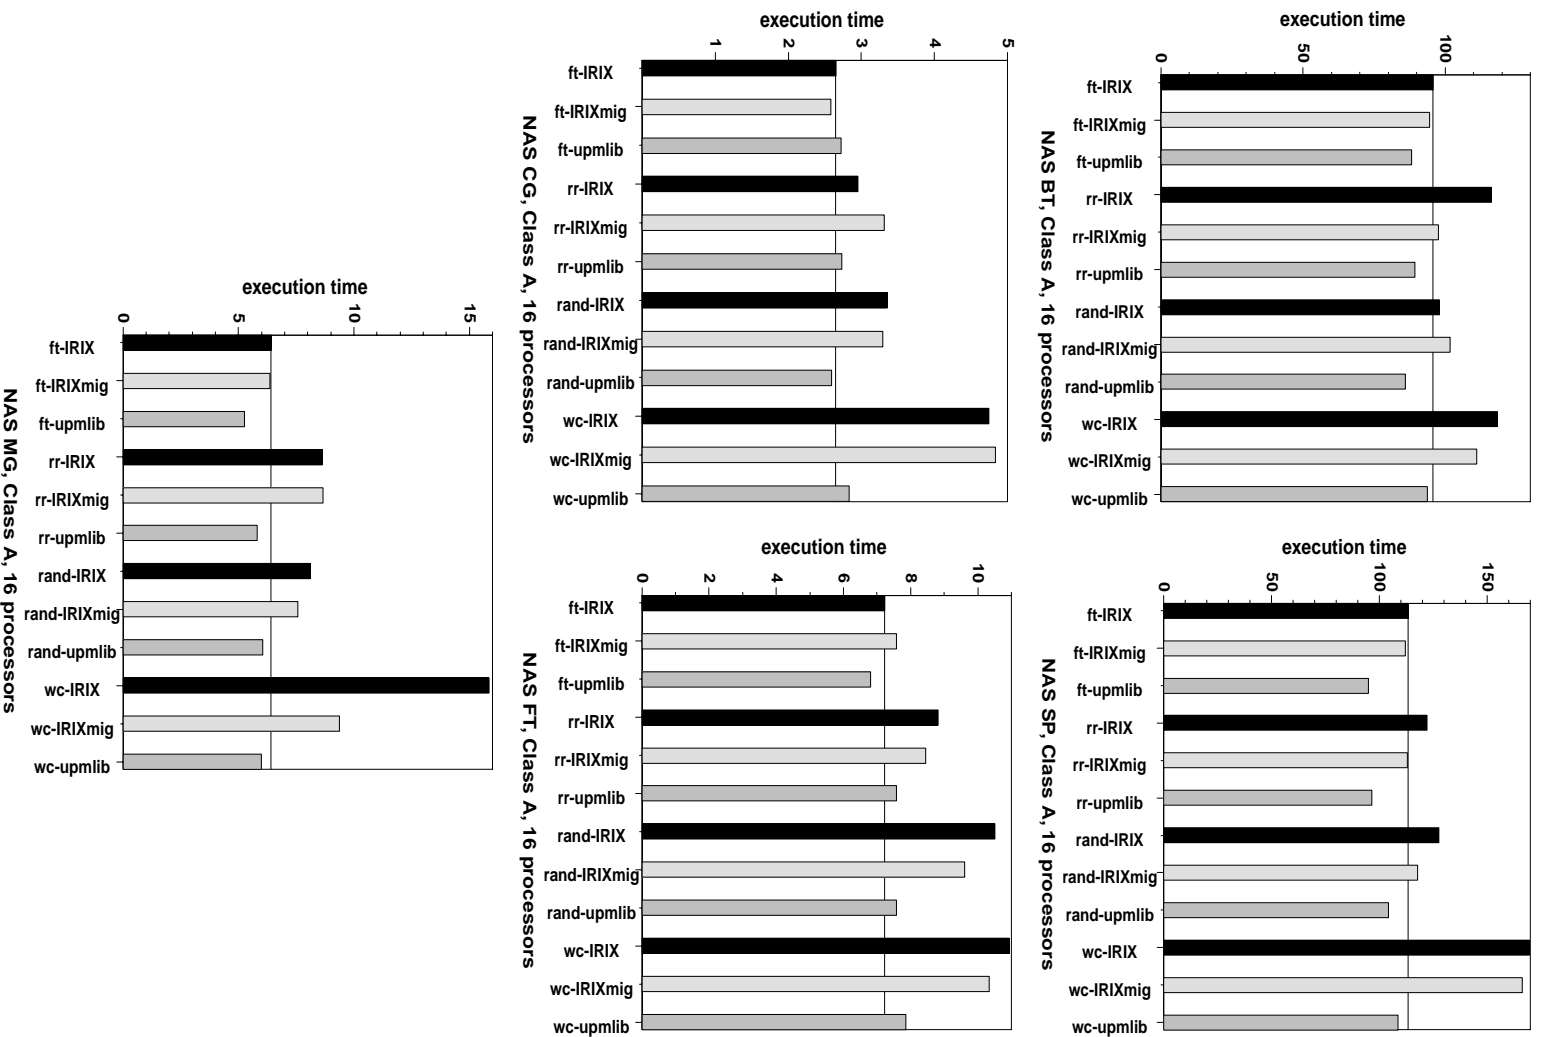 execution time
0
50
100
ft-IRIX
ft-IRIXmig
ft-upmlib
rr-IRIX
rr-IRIXmig
rr-upmlib
rand-IRIX
rand-IRIXmig
rand-upmlib
wc-IRIX
wc-IRIXmig
wc-upmlib
NAS BT, Class A, 16 processors
execution time
0
50
100
150
ft-IRIX
ft-IRIXmig
ft-upmlib
rr-IRIX
rr-IRIXmig
rr-upmlib
rand-IRIX
rand-IRIXmig
rand-upmlib
wc-IRIX
wc-IRIXmig
wc-upmlib
NAS SP, Class A, 16 processors
execution time
1
2
3
4
5
ft-IRIX
ft-IRIXmig
ft-upmlib
rr-IRIX
rr-IRIXmig
rr-upmlib
rand-IRIX
rand-IRIXmig
rand-upmlib
wc-IRIX
wc-IRIXmig
wc-upmlib
NAS CG, Class A, 16 processors
execution time
0
2
4
6
8
10
ft-IRIX
ft-IRIXmig
ft-upmlib
rr-IRIX
rr-IRIXmig
rr-upmlib
rand-IRIX
rand-IRIXmig
rand-upmlib
wc-IRIX
wc-IRIXmig
wc-upmlib
NAS FT, Class A, 16 processors
execution time
0
5
10
15
ft-IRIX
ft-IRIXmig
ft-upmlib
rr-IRIX
rr-IRIXmig
rr-upmlib
rand-IRIX
rand-IRIXmig
rand-upmlib
wc-IRIX
wc-IRIXmig
wc-upmlib
NAS MG, Class A, 16 processors